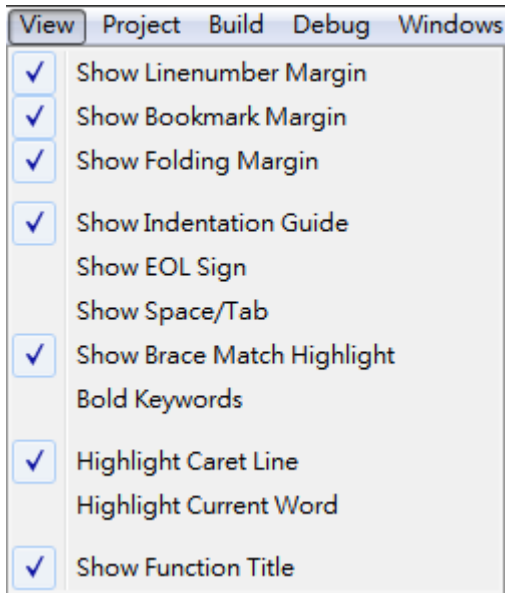 View Project Build Debug Windows
Show Linenumber Margin
Show Bookmark Margin
Show Folding Margin
Show Indentation Guide
Show EOL Sign
Show Space/Tab
Show Brace Match Highlight
Bold Keywords
Highlight Caret Line
Highlight Current Word
Show Function Title